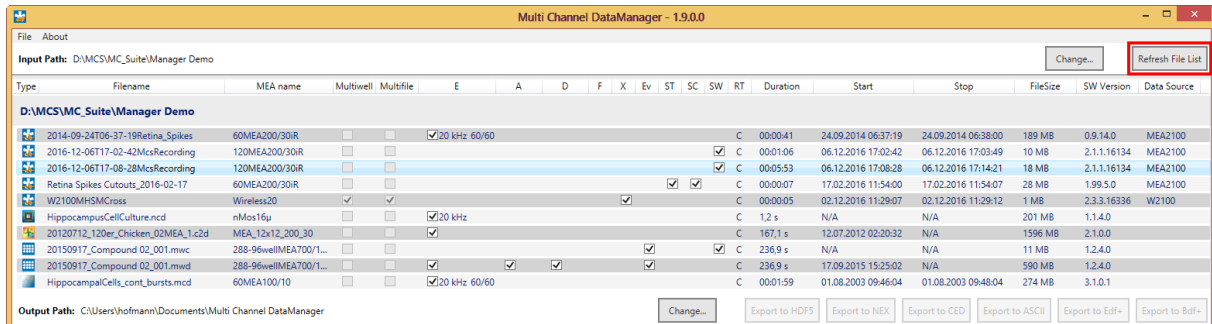 Multi Channel DataManager - 1.9.0.0
File About
Input Path: D:\MCS\MC_Suite\Manager Demo Change... Refresh File List
Type Filename MEA name Multiwell Multifile E A D F X Ev ST SC SW RT Duration Start Stop FileSize SW Version Data Source
D:\MCS\MC_Suite\Manager Demo
2014-09-24T06-37-19Retina_Spikes 60MEA200/30iR 20 kHz 60/60 C 00:00:41 24.09.2014 06:37:19 24.09.2014 06:38:00 189 MB 0.9.14.0 MEA2100
2016-12-06T17-02-42McsRecording 120MEA200/30iR C 00:01:06 06.12.2016 17:02:42 06.12.2016 17:03:49 10 MB 2.1.1.16134 MEA2100
2016-12-06T17-08-28McsRecording 120MEA200/30iR C 00:05:53 06.12.2016 17:08:28 06.12.2016 17:14:21 18 MB 2.1.1.16134 MEA2100
Retina Spikes Cutouts_2016-02-17 60MEA200/30iR C 00:00:07 17.02.2016 11:54:00 17.02.2016 11:54:07 28 MB 1.99.5.0 MEA2100
W2100MHSMCross Wireless20 C 00:00:05 02.12.2016 11:29:07 02.12.2016 11:29:12 1 MB 2.3.3.16336 W2100
HippocampusCellCulture.ncd nMos16µ 20 kHz C 1,2 s N/A N/A 201 MB 1.1.4.0
20120712_120er_Chicken_02MEA_1.c2d MEA_12x12_200_30 C 167,1 s 12.07.2012 02:20:32 N/A 1596 MB 2.1.0.0
20150917_Compound 02_001.mwc 288-96wellMEA700/1... C 236,9 s N/A N/A 11 MB 1.2.4.0
20150917_Compound 02_001.mwd 288-96wellMEA700/1... C 236,9 s 17.09.2015 15:25:02 N/A 590 MB 1.2.4.0
HippocampalCells_cont_bursts.mcd 60MEA100/10 20 kHz 60/60 C 00:01:59 01.08.2003 09:46:04 01.08.2003 09:48:04 274 MB 3.1.0.1
Output Path: C:\Users\hofmann\Documents\Multi Channel DataManager Change... Export to HDF5 Export to NEX Export to CED Export to ASCII Export to Edf+ Export to Bdf+